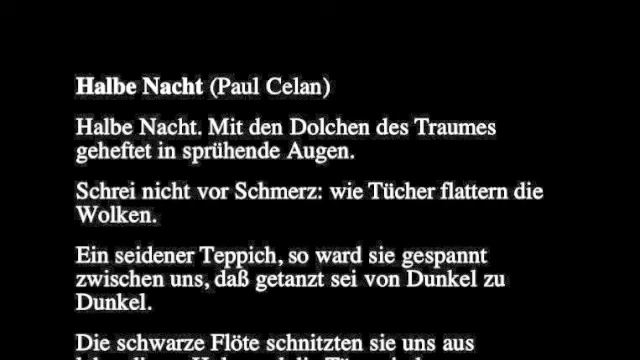 Halbe Nacht (Paul Celan)
Halbe Nacht. Mit den Dolchen des Traumes
geheftet in sprühende Augen.
Schrei nicht vor Schmerz: wie Tücher flattern die
Wolken.
Ein seidener Teppich, so ward sie gespannt
zwischen uns, daß getanzt sei von Dunkel zu
Dunkel.
Die schwarze Flöte schnitzten sie uns aus